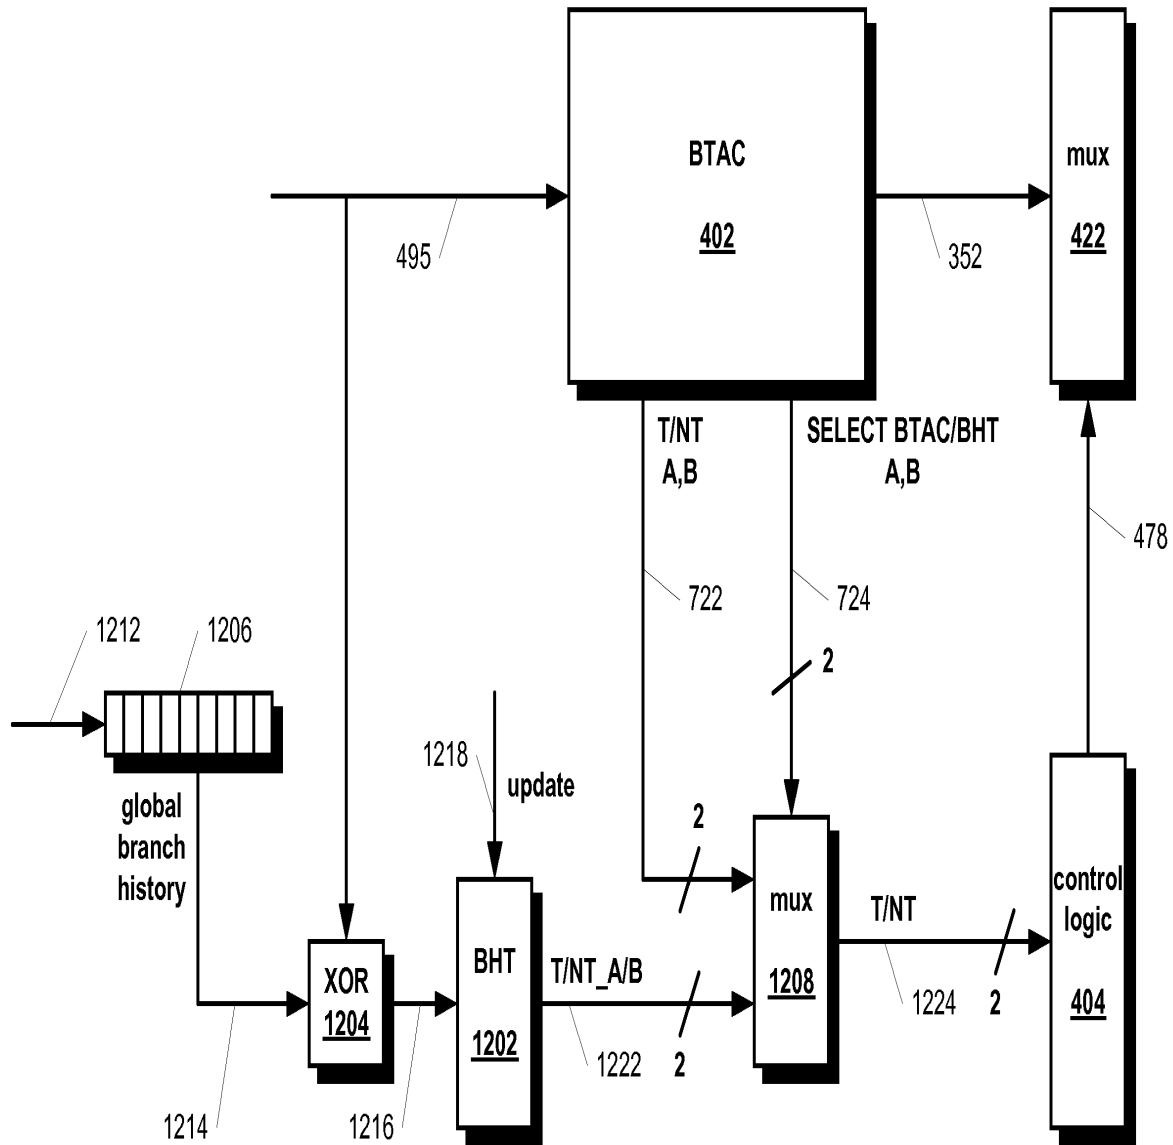 BTAC
402
mux
422
495
352
T/NT
A,B
SELECT BTAC/BHT
A,B
478
722
724
2
1212
1206
1218
update
global
branch
history
2
mux
1208
T/NT
control
logic
404
XOR
1204
BHT
1202
T/NT_A/B
1222
2
1224
2
1214
1216